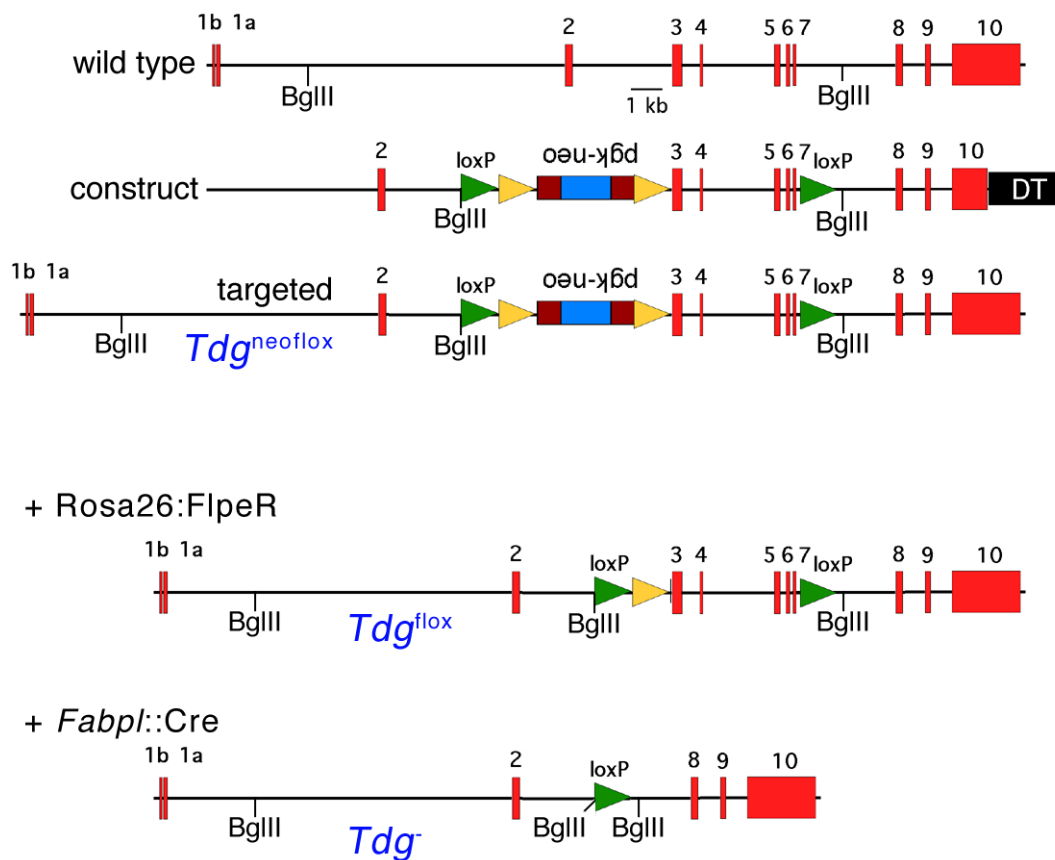 1b 1a 2 3 4 5 6 7 8 9 10
wild type
BglII 1 kb BglII
2 loxP pgk-neo 3 4 5 6 7 loxP 8 9 10
construct DT
BglII BglII
1b 1a 2 loxP pgk-neo 3 4 5 6 7 loxP 8 9 10
targeted
BglII Tdg^neoflox BglII BglII
+ Rosa26:FlpeR
1b 1a 2 loxP 3 4 5 6 7 loxP 8 9 10
BglII Tdg^flox BglII BglII
+ Fabpl::Cre
1b 1a 2 loxP 8 9 10
BglII Tdg^- BglII BglII